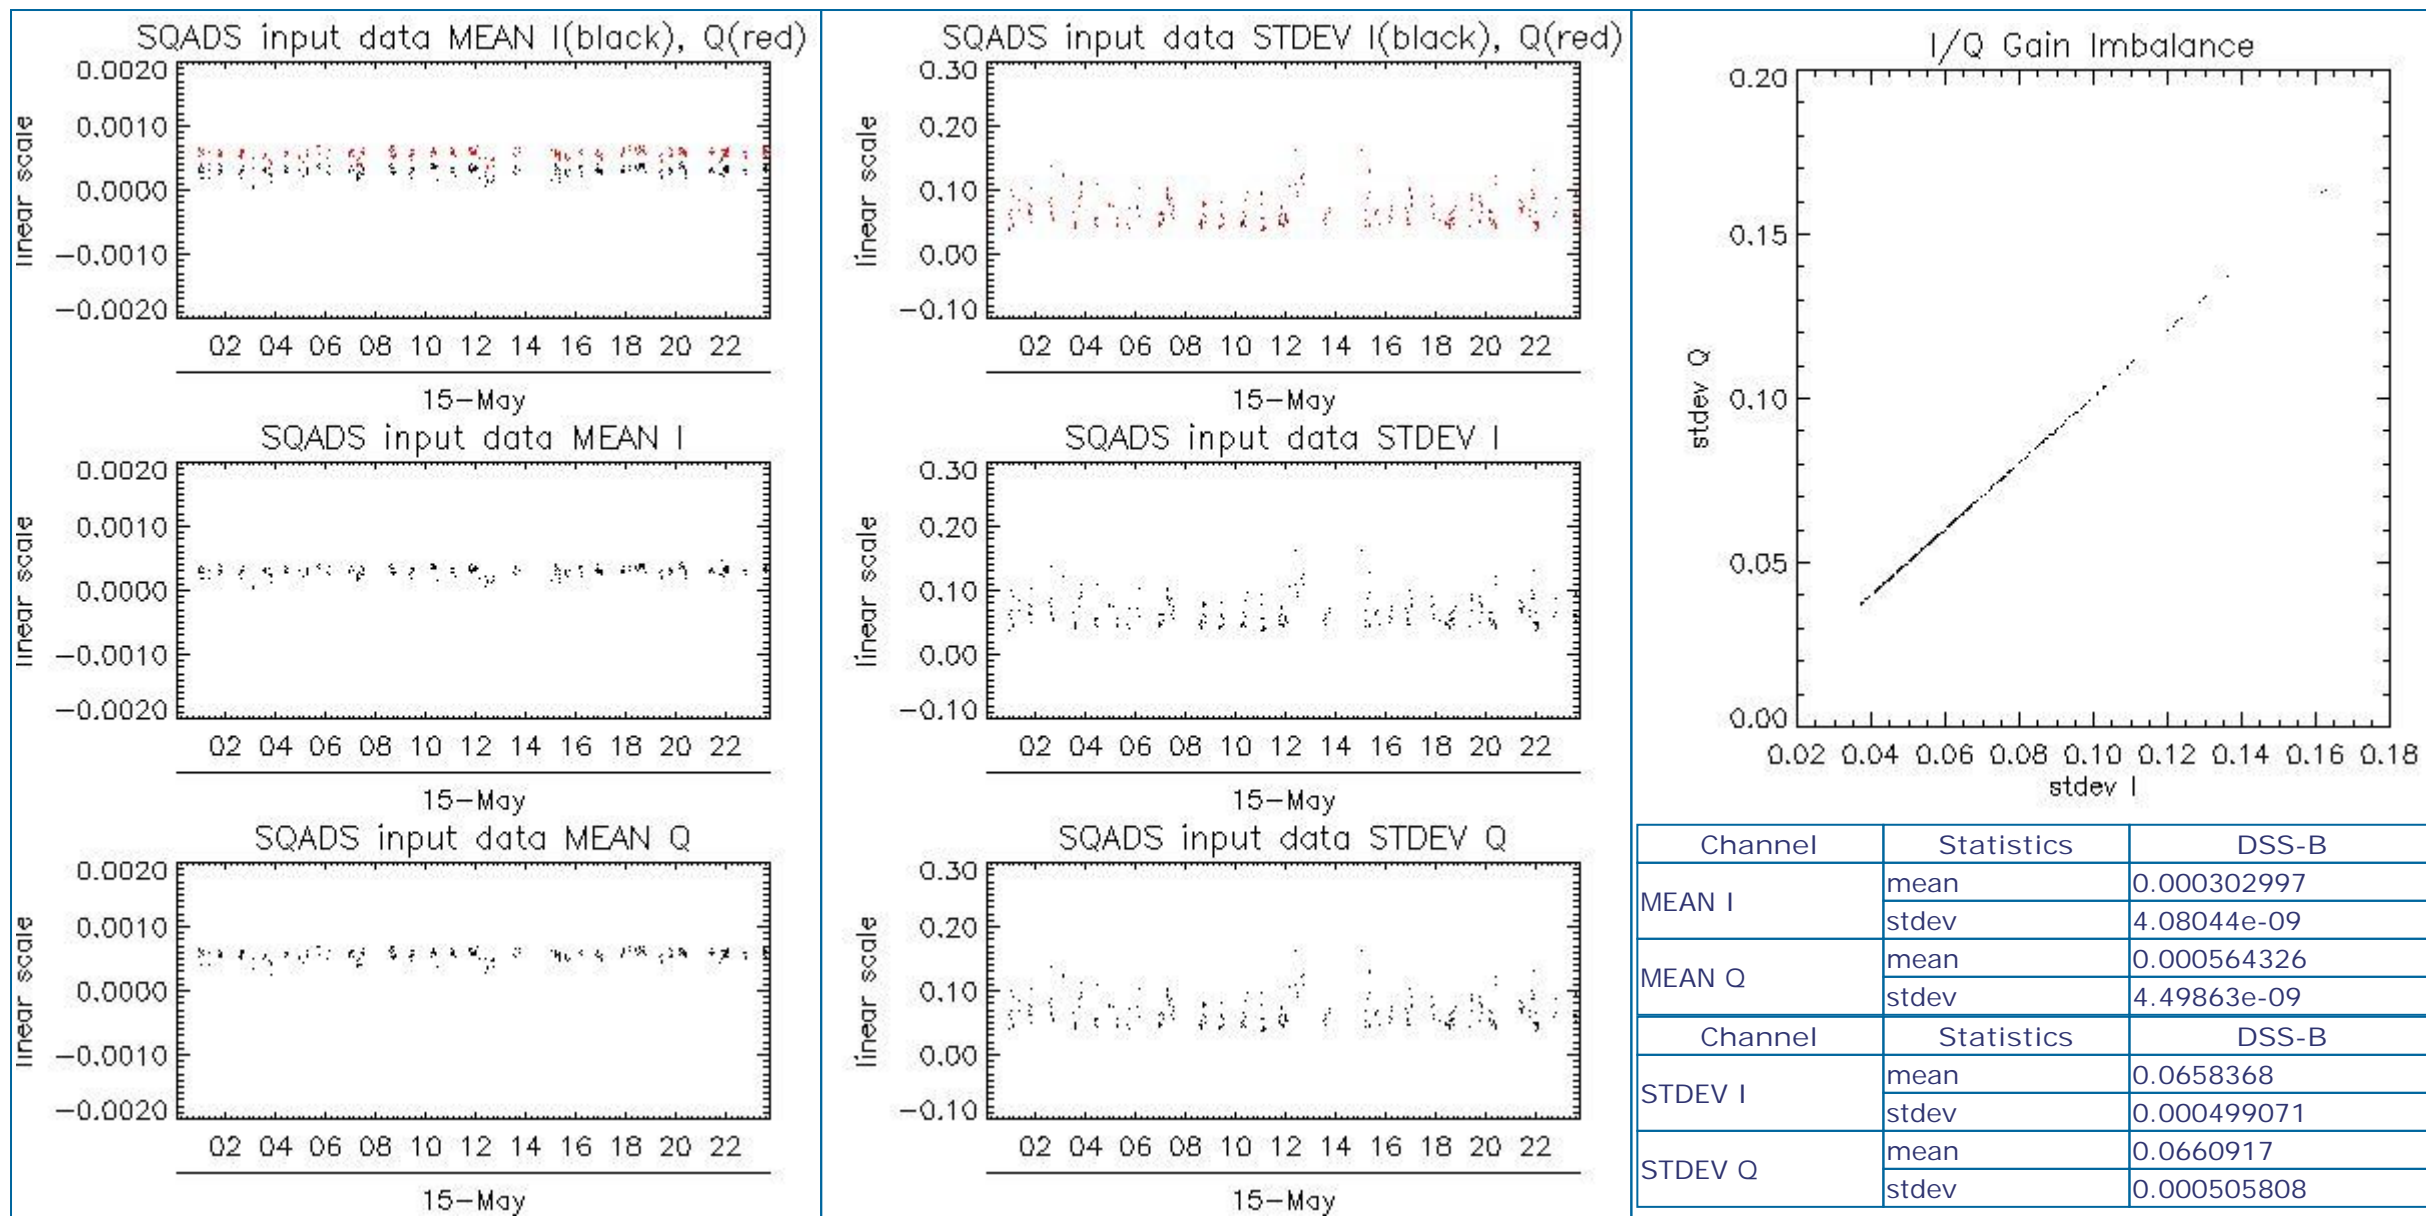 SQADS input data MEAN I(black), Q(red)
0.0020
0.0010
0.0000
−0.0010
−0.0020
linear scale
02 04 06 08 10 12 14 16 18 20 22
15−May
SQADS input data MEAN I
0.0020
0.0010
0.0000
−0.0010
−0.0020
linear scale
02 04 06 08 10 12 14 16 18 20 22
15−May
SQADS input data MEAN Q
0.0020
0.0010
0.0000
−0.0010
−0.0020
linear scale
02 04 06 08 10 12 14 16 18 20 22
15−May
SQADS input data STDEV I(black), Q(red)
0.30
0.20
0.10
0.00
−0.10
linear scale
02 04 06 08 10 12 14 16 18 20 22
15−May
SQADS input data STDEV I
0.30
0.20
0.10
0.00
−0.10
linear scale
02 04 06 08 10 12 14 16 18 20 22
15−May
SQADS input data STDEV Q
0.30
0.20
0.10
0.00
−0.10
linear scale
02 04 06 08 10 12 14 16 18 20 22
15−May
I/Q Gain Imbalance
0.20
0.15
0.10
0.05
0.00
stdev Q
0.02 0.04 0.06 0.08 0.10 0.12 0.14 0.16 0.18
stdev I
Channel Statistics DSS-B
MEAN I mean 0.000302997
stdev 4.08044e-09
MEAN Q mean 0.000564326
stdev 4.49863e-09
Channel Statistics DSS-B
STDEV I mean 0.0658368
stdev 0.000499071
STDEV Q mean 0.0660917
stdev 0.000505808